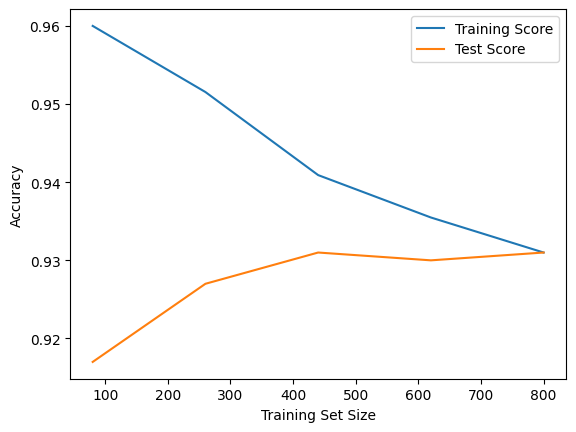 0.96
0.95
0.94
0.93
0.92
Accuracy
Training Score
Test Score
100 200 300 400 500 600 700 800
Training Set Size